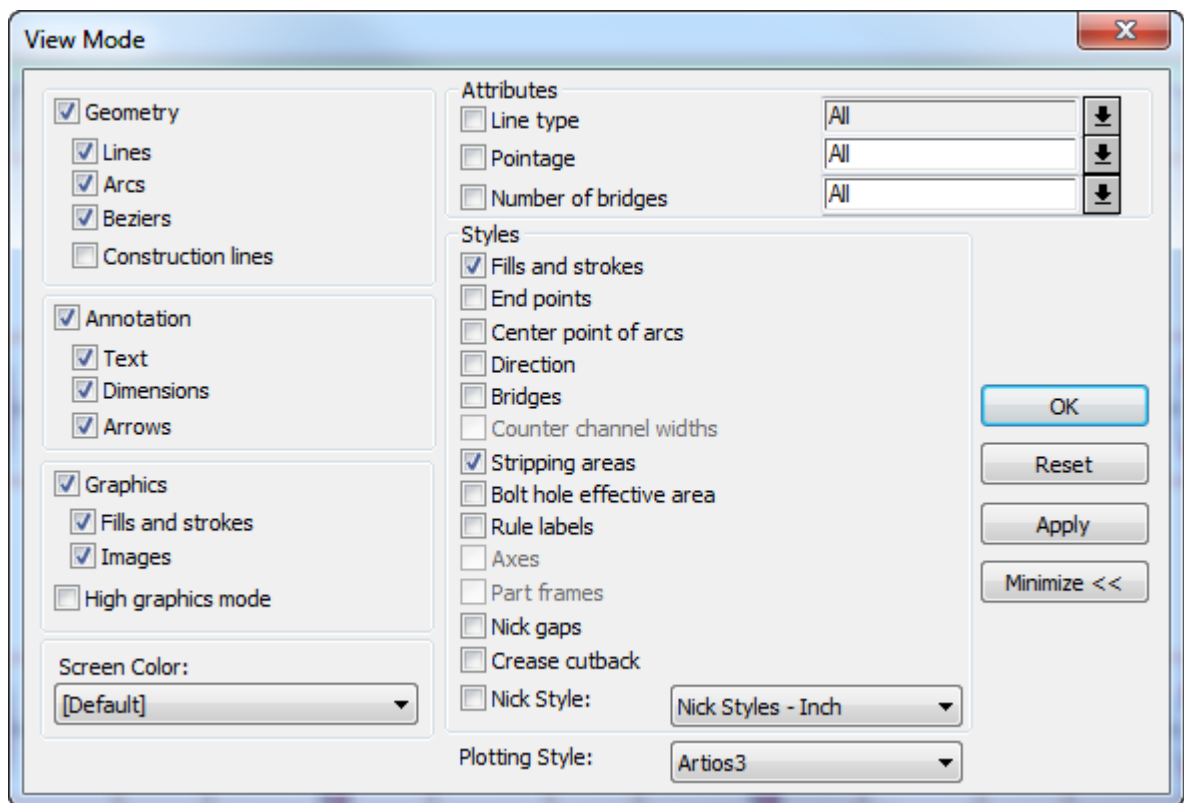 View Mode
Geometry
Lines
Arcs
Beziers
Construction lines
Annotation
Text
Dimensions
Arrows
Graphics
Fills and strokes
Images
High graphics mode
Screen Color:
[Default]
Attributes
Line type All
Pointage All
Number of bridges All
Styles
Fills and strokes
End points
Center point of arcs
Direction
Bridges
Counter channel widths
Stripping areas
Bolt hole effective area
Rule labels
Axes
Part frames
Nick gaps
Crease cutback
Nick Style: Nick Styles - Inch
Plotting Style: Artios3
OK
Reset
Apply
Minimize <<